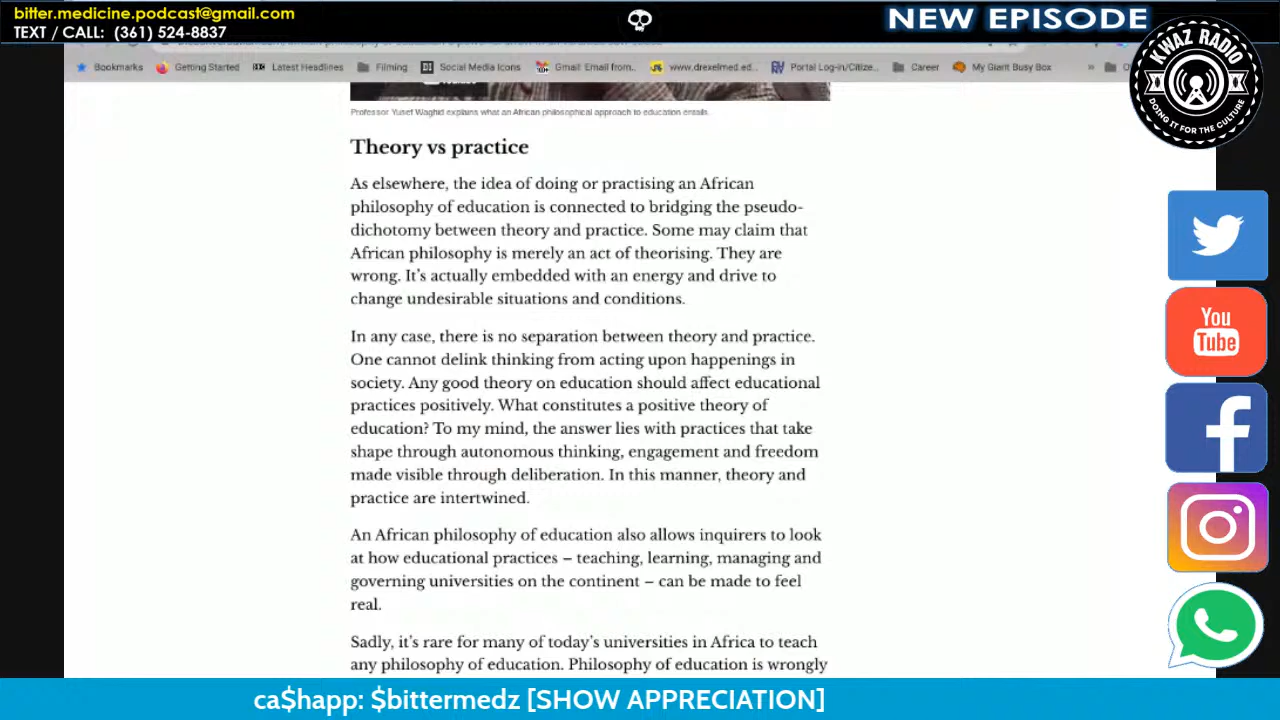 bitter.medicine.podcast@gmail.com
TEXT / CALL: (361) 524-8837
NEW EPISODE
KWAZ RADIO
DOING IT FOR THE CULTURE
Bookmarks Getting Started Latest Headlines Filming Social Media Icons Gmail: Email from... www.drexelmed.ed... Portal Log-in/Citize... Career My Giant Busy Box »
Professor Yusef Waghid explains what an African philosophical approach to education entails.
Theory vs practice
As elsewhere, the idea of doing or practising an African
philosophy of education is connected to bridging the pseudo-
dichotomy between theory and practice. Some may claim that
African philosophy is merely an act of theorising. They are
wrong. It’s actually embedded with an energy and drive to
change undesirable situations and conditions.
In any case, there is no separation between theory and practice.
One cannot delink thinking from acting upon happenings in
society. Any good theory on education should affect educational
practices positively. What constitutes a positive theory of
education? To my mind, the answer lies with practices that take
shape through autonomous thinking, engagement and freedom
made visible through deliberation. In this manner, theory and
practice are intertwined.
An African philosophy of education also allows inquirers to look
at how educational practices – teaching, learning, managing and
governing universities on the continent – can be made to feel
real.
Sadly, it’s rare for many of today’s universities in Africa to teach
any philosophy of education. Philosophy of education is wrongly
You
Tube
ca$happ: $bittermedz [SHOW APPRECIATION]